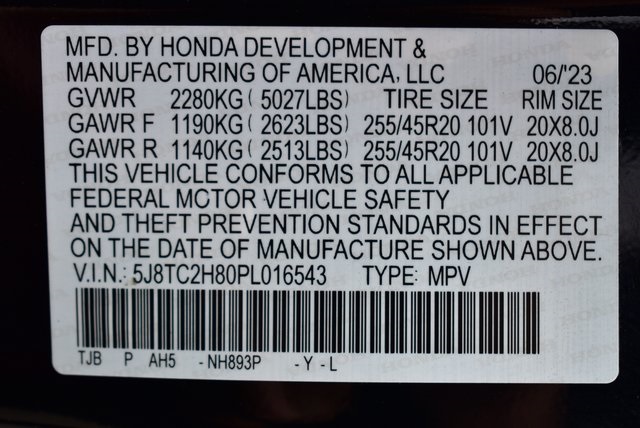 MFD. BY HONDA DEVELOPMENT &
MANUFACTURING OF AMERICA, LLC 06/'23
GVWR 2280KG ( 5027LBS) TIRE SIZE RIM SIZE
GAWR F 1190KG ( 2623LBS) 255/45R20 101V 20X8.0J
GAWR R 1140KG ( 2513LBS) 255/45R20 101V 20X8.0J
THIS VEHICLE CONFORMS TO ALL APPLICABLE
FEDERAL MOTOR VEHICLE SAFETY
AND THEFT PREVENTION STANDARDS IN EFFECT
ON THE DATE OF MANUFACTURE SHOWN ABOVE.
V.I.N.: 5J8TC2H80PL016543 TYPE: MPV
TJB P AH5 - NH893P - Y - L